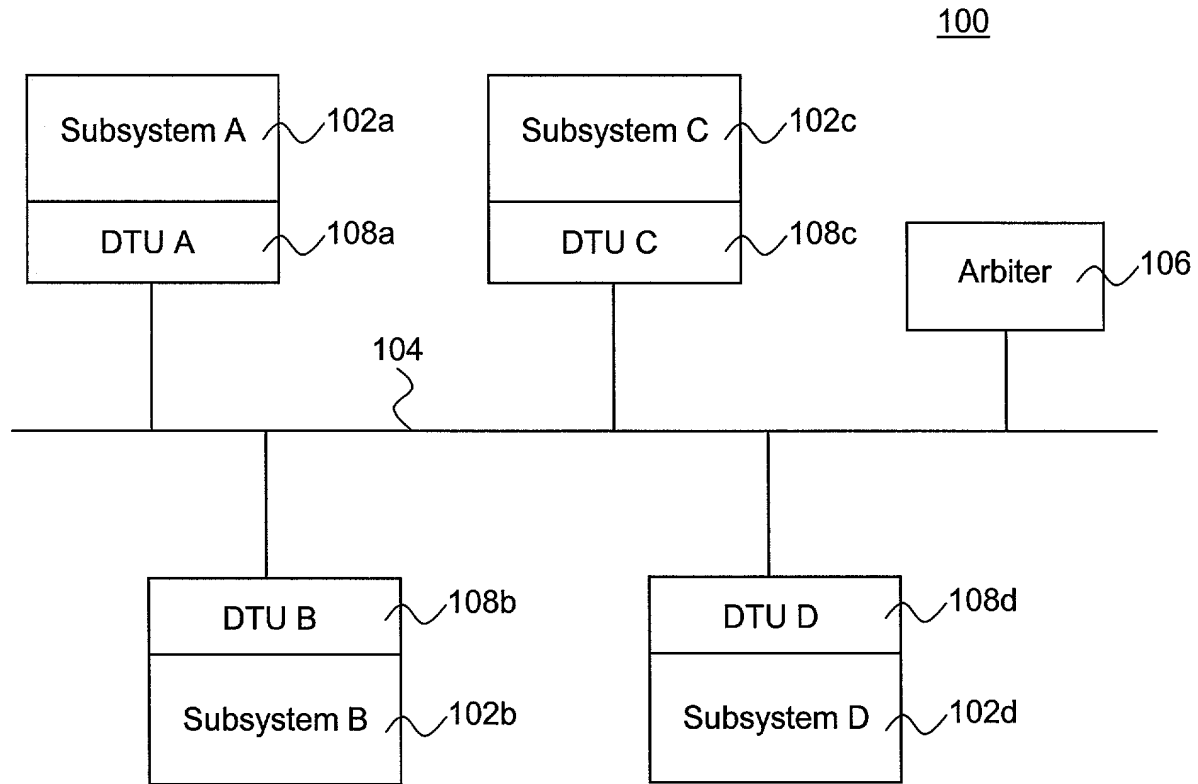 100
Subsystem A
102a
DTU A
108a
Subsystem C
102c
DTU C
108c
Arbiter
106
104
DTU B
108b
Subsystem B
102b
DTU D
108d
Subsystem D
102d